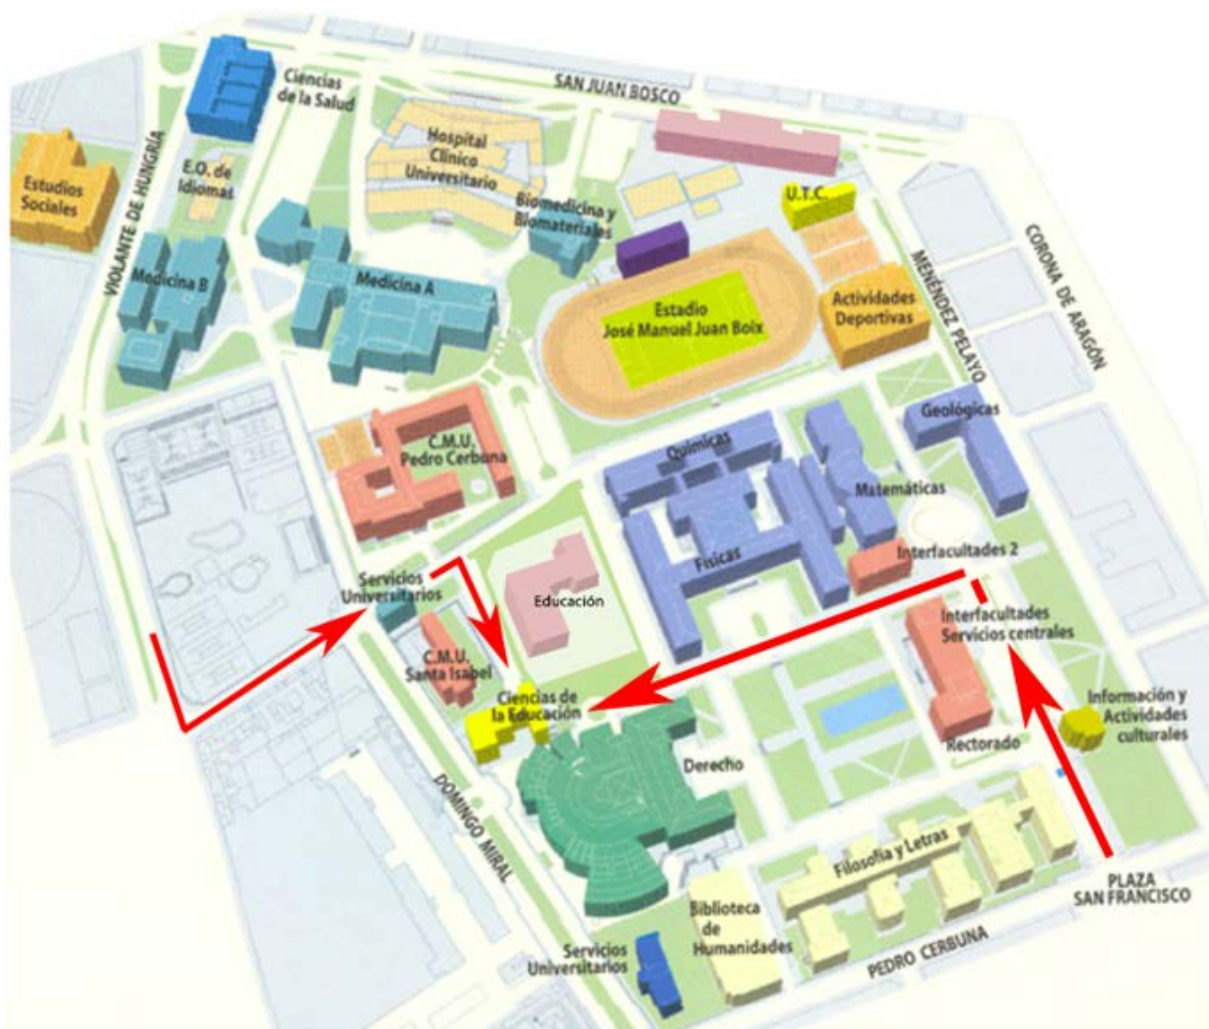 SAN JUAN BOSCO
Ciencias
de la Salud
Hospital
Clínico
Universitario
E.O. de
Idiomas
Estudios
Sociales
VIOLANTE DE HUNGRÍA
Biomedicina y
Biomateriales
U.T.C.
CORONA DE ARAGÓN
MENÉNDEZ PELAYO
Medicina B
Medicina A
Estadio
José Manuel Juan Boix
Actividades
Deportivas
Geológicas
C.M.U.
Pedro Cerbuna
Químicas
Matemáticas
Físicas
Interfacultades 2
Servicios
Universitarios
Educación
Interfacultades
Servicios centrales
C.M.U.
Santa Isabel
Ciencias de
la Educación
Información y
Actividades
culturales
Rectorado
Derecho
DOMINGO MIRAL
Filosofía y Letras
PLAZA
SAN FRANCISCO
Biblioteca
de
Humanidades
Servicios
Universitarios
PEDRO CERBUNA